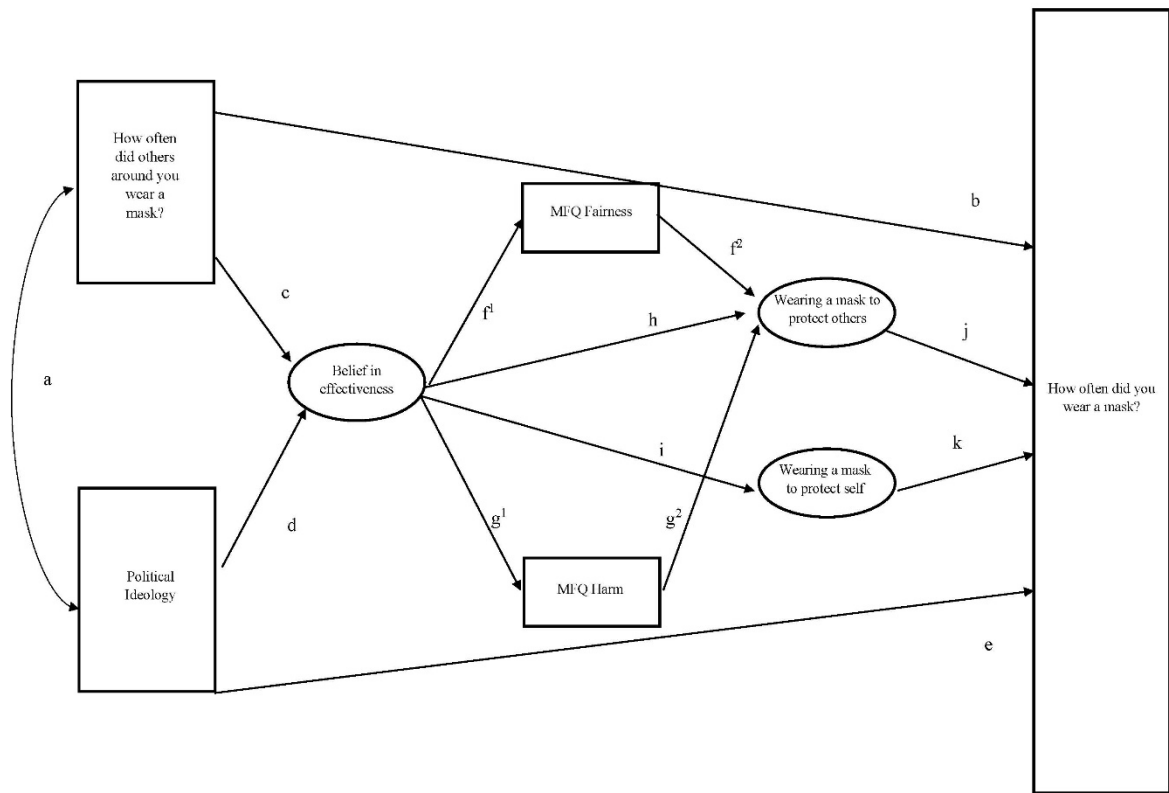 How often
did others
around you
wear a
mask?
b
MFQ Fairness
f²
c
Wearing a mask to
protect others
f¹
h
j
a
Belief in
effectiveness
How often did you
wear a mask?
i
k
Wearing a mask
to protect self
d
g¹
g²
Political
Ideology
MFQ Harm
e